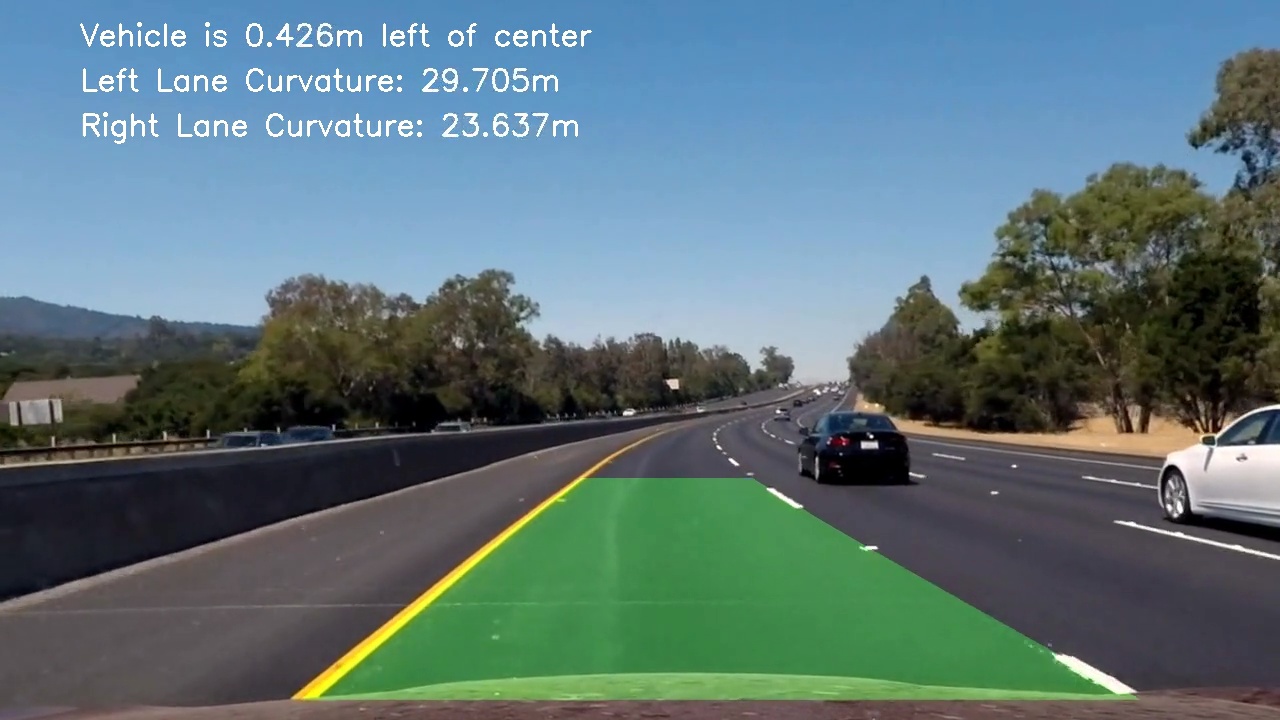 Vehicle is 0.426m left of center
Left Lane Curvature: 29.705m
Right Lane Curvature: 23.637m